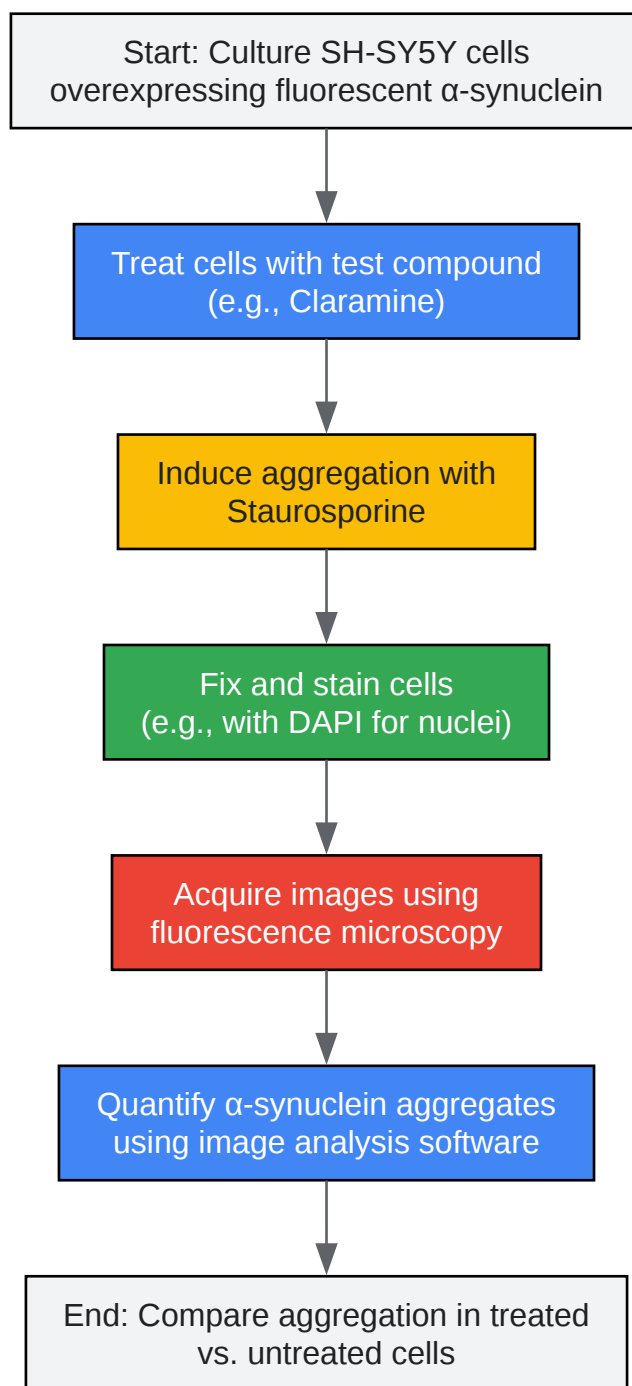 Start: Culture SH-SY5Y cells
overexpressing fluorescent α-synuclein
Treat cells with test compound
(e.g., Claramine)
Induce aggregation with
Staurosporine
Fix and stain cells
(e.g., with DAPI for nuclei)
Acquire images using
fluorescence microscopy
Quantify α-synuclein aggregates
using image analysis software
End: Compare aggregation in treated
vs. untreated cells